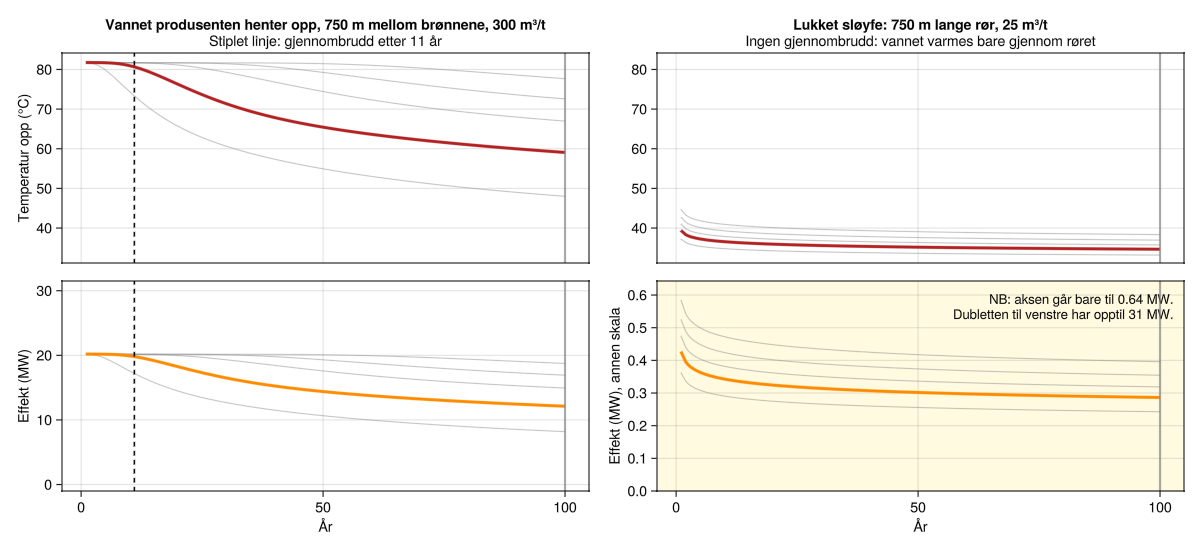 Vannet produsenten henter opp, 750 m mellom brønnene, 300 m³/t
Stiplet linje: gjennombrudd etter 11 år
Temperatur opp (°C)
80
70
60
50
40
Effekt (MW)
30
20
10
0
0
50
100
År
Lukket sløyfe: 750 m lange rør, 25 m³/t
Ingen gjennombrudd: vannet varmes bare gjennom røret
80
70
60
50
40
Effekt (MW), annen skala
0.6
0.5
0.4
0.3
0.2
0.1
0.0
NB: aksen går bare til 0.64 MW.
Dubletten til venstre har opptil 31 MW.
0
50
100
År